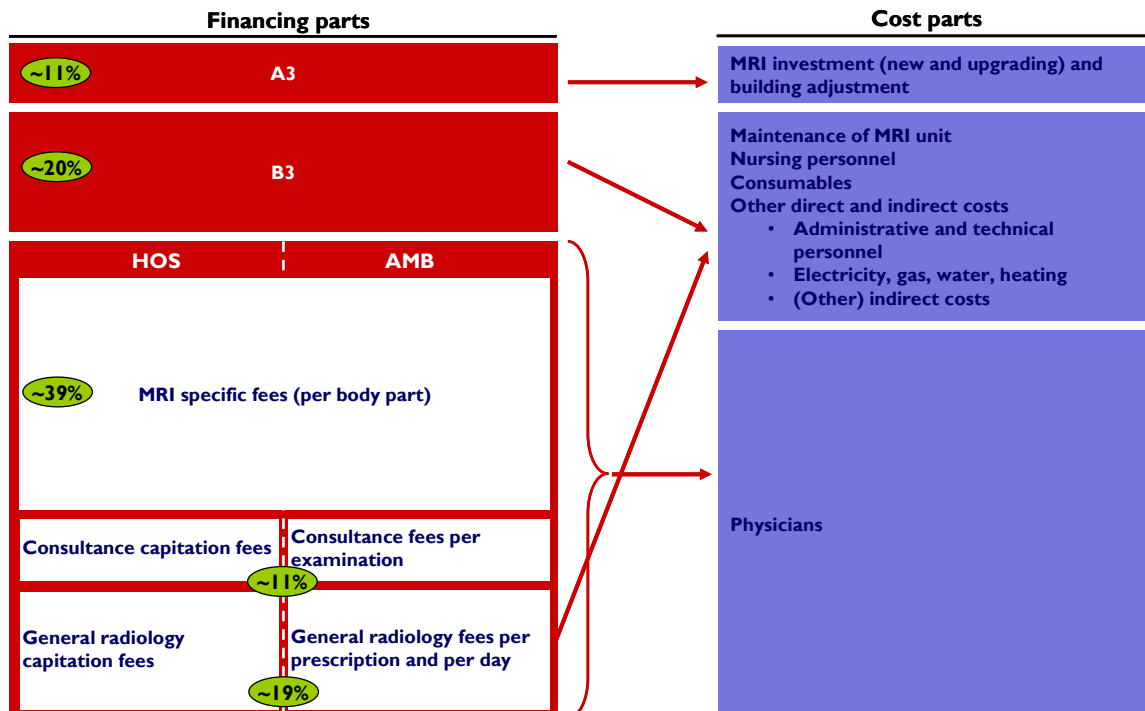 Financing parts
Cost parts
~11%
A3
MRI investment (new and upgrading) and
building adjustment
~20%
B3
Maintenance of MRI unit
Nursing personnel
Consumables
Other direct and indirect costs
• Administrative and technical
personnel
• Electricity, gas, water, heating
• (Other) indirect costs
HOS
AMB
~39%
MRI specific fees (per body part)
Consultance capitation fees
Consultance fees per
examination
~11%
General radiology
capitation fees
General radiology fees per
prescription and per day
~19%
Physicians